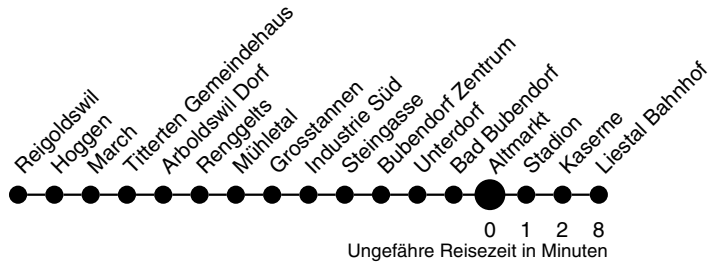 Reigoldswil
Hoggen
March
Titterten Gemeindehaus
Arboldswil Dorf
Renggelts
Mühletal
Grosstannen
Industrie Süd
Steingasse
Bubendorf Zentrum
Unterdorf
Bad Bubendorf
Altmarkt
Stadion
Kaserne
Liestal Bahnhof
0 1 2 8
Ungefähre Reisezeit in Minuten